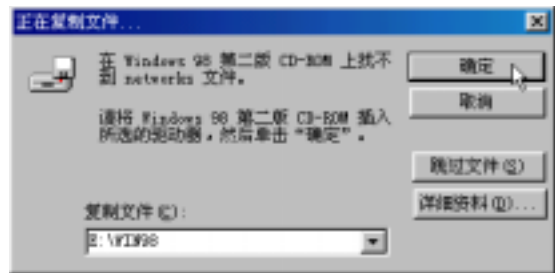 正在复制文件...
在 Windows 98 第二版 CD-ROM 上找不
到 networks 文件。
请将 Windows 98 第二版 CD-ROM 插入
所选的驱动器，然后单击“确定”。
确定
取消
跳过文件(S)
详细资料(D)...
复制文件(C):
E:\WIN98